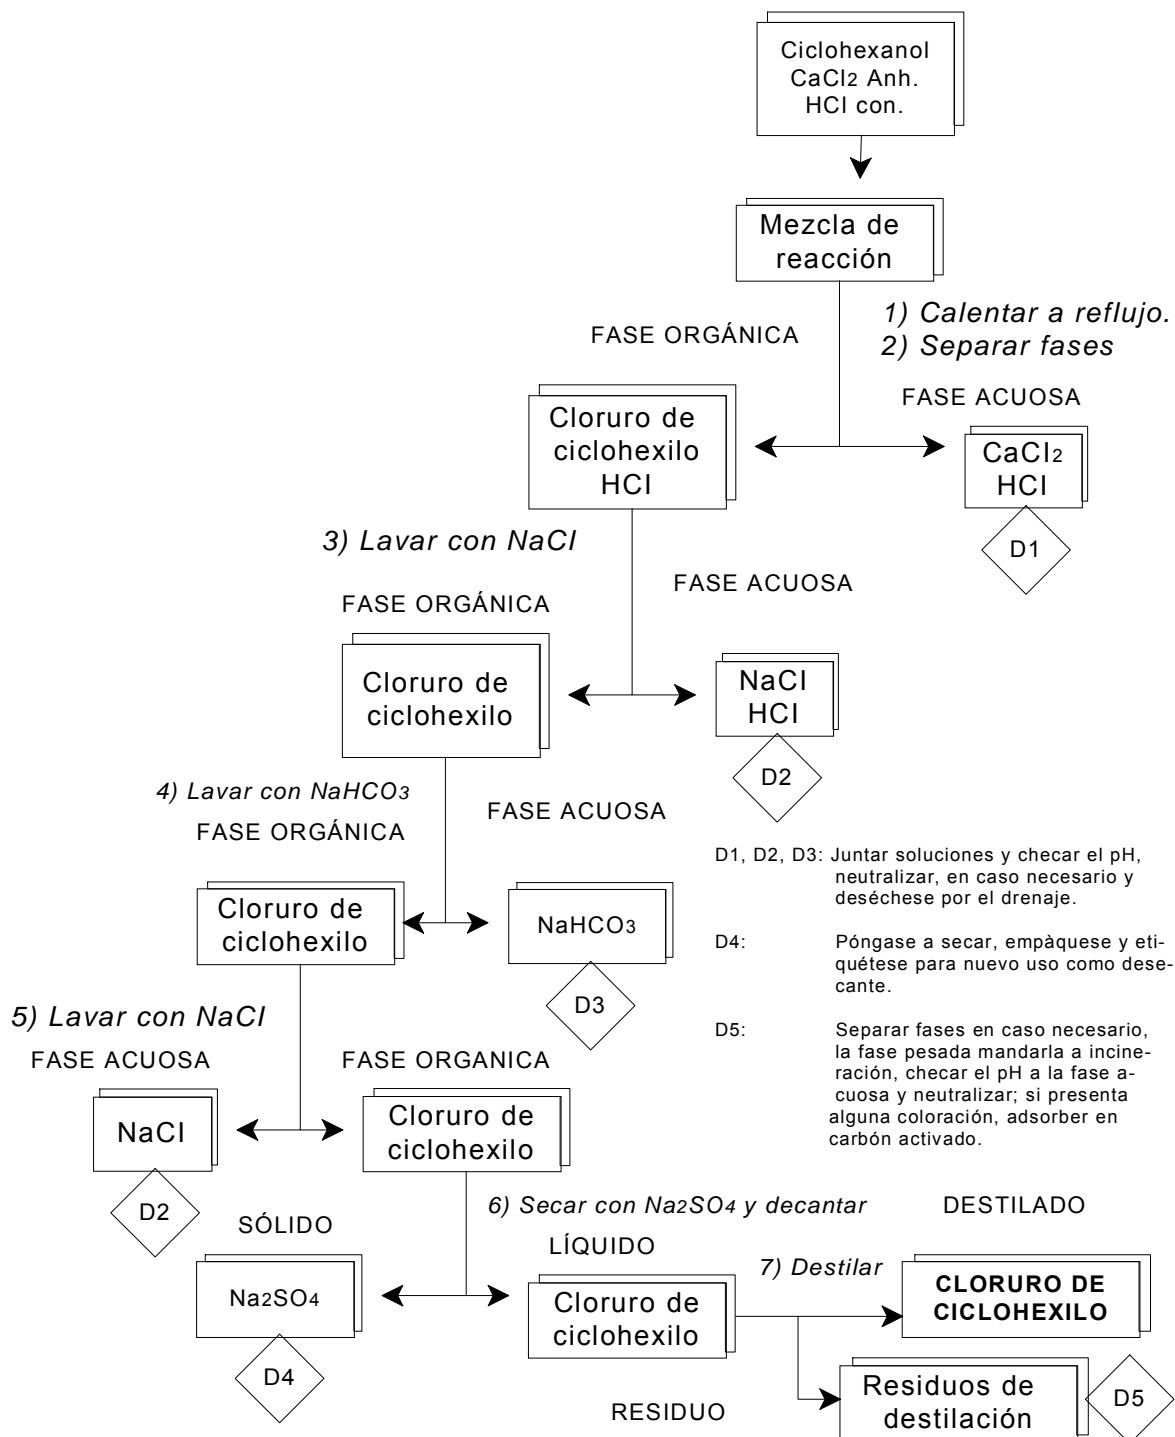 Ciclohexanol
CaCl2 Anh.
HCl con.
Mezcla de
reacción
1) Calentar a reflujo.
2) Separar fases
FASE ORGÁNICA
FASE ACUOSA
Cloruro de
ciclohexilo
HCl
CaCl2
HCl
D1
3) Lavar con NaCl
FASE ACUOSA
FASE ORGÁNICA
Cloruro de
ciclohexilo
NaCl
HCl
D2
4) Lavar con NaHCO3
FASE ACUOSA
FASE ORGÁNICA
Cloruro de
ciclohexilo
NaHCO3
D3
D1, D2, D3: Juntar soluciones y checar el pH,
neutralizar, en caso necesario y
deséchese por el drenaje.
D4: Póngase a secar, empàquese y eti-
quétese para nuevo uso como dese-
cante.
D5: Separar fases en caso necesario,
la fase pesada mandarla a incine-
ración, checar el pH a la fase a-
cuosa y neutralizar; si presenta
alguna coloración, adsorber en
carbón activado.
5) Lavar con NaCl
FASE ACUOSA
FASE ORGANICA
NaCl
Cloruro de
ciclohexilo
D2
6) Secar con Na2SO4 y decantar
SÓLIDO
LÍQUIDO
Na2SO4
D4
Cloruro de
ciclohexilo
7) Destilar
DESTILADO
CLORURO DE
CICLOHEXILO
RESIDUO
Residuos de
destilación
D5